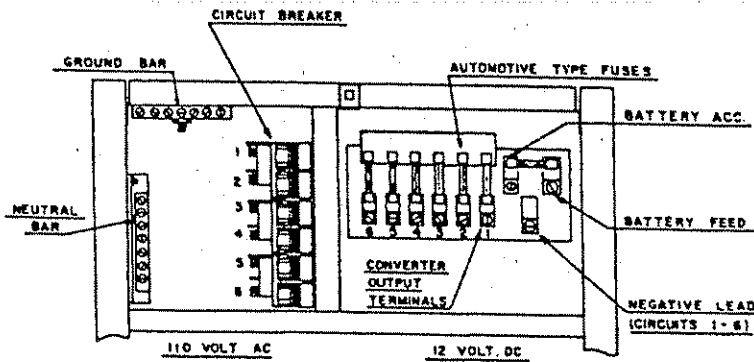 CIRCUIT BREAKER
GROUND BAR
AUTOMOTIVE TYPE FUSES
BATTERY ACC.
1
2
3
4
5
6
NEUTRAL
BAR
6 5 4 3 2 1
BATTERY FEED
CONVERTER
OUTPUT
TERMINALS
NEGATIVE LEAD
(CIRCUITS 1-6)
110 VOLT AC
12 VOLT. DC